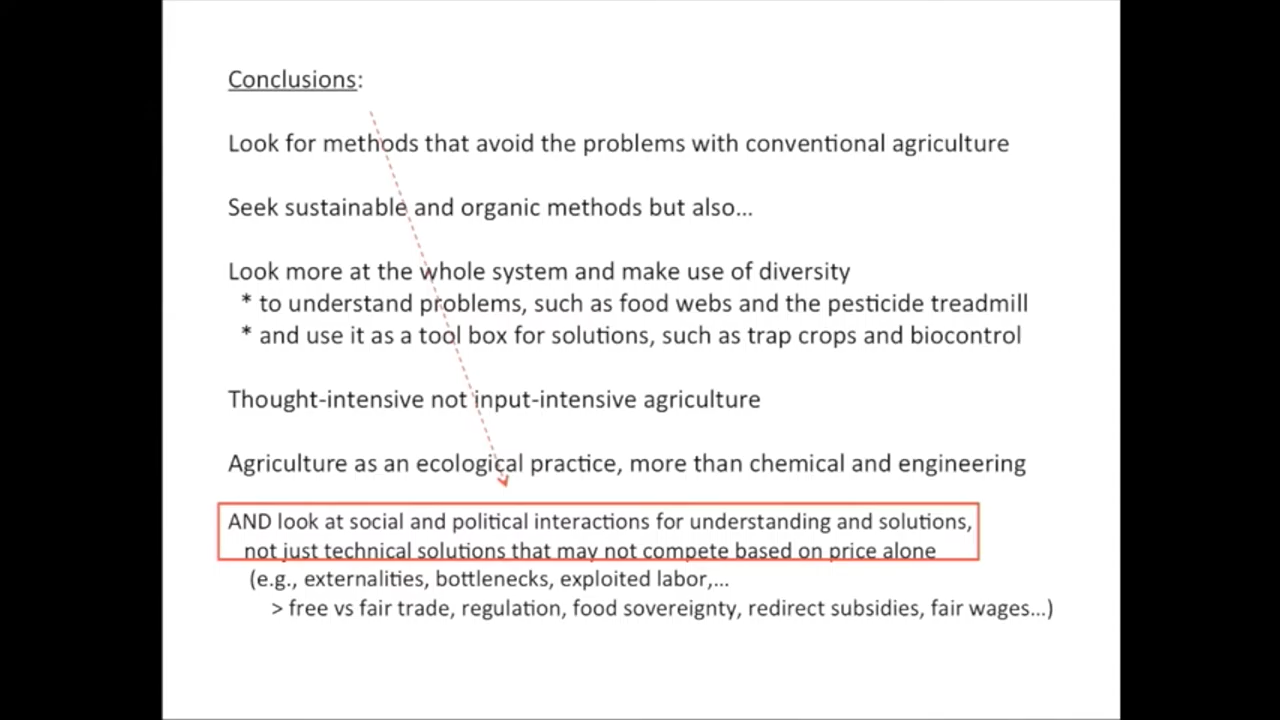 Conclusions:
Look for methods that avoid the problems with conventional agriculture
Seek sustainable and organic methods but also…
Look more at the whole system and make use of diversity
* to understand problems, such as food webs and the pesticide treadmill
* and use it as a tool box for solutions, such as trap crops and biocontrol
Thought-intensive not input-intensive agriculture
Agriculture as an ecological practice, more than chemical and engineering
AND look at social and political interactions for understanding and solutions,
not just technical solutions that may not compete based on price alone
(e.g., externalities, bottlenecks, exploited labor,…
> free vs fair trade, regulation, food sovereignty, redirect subsidies, fair wages…)